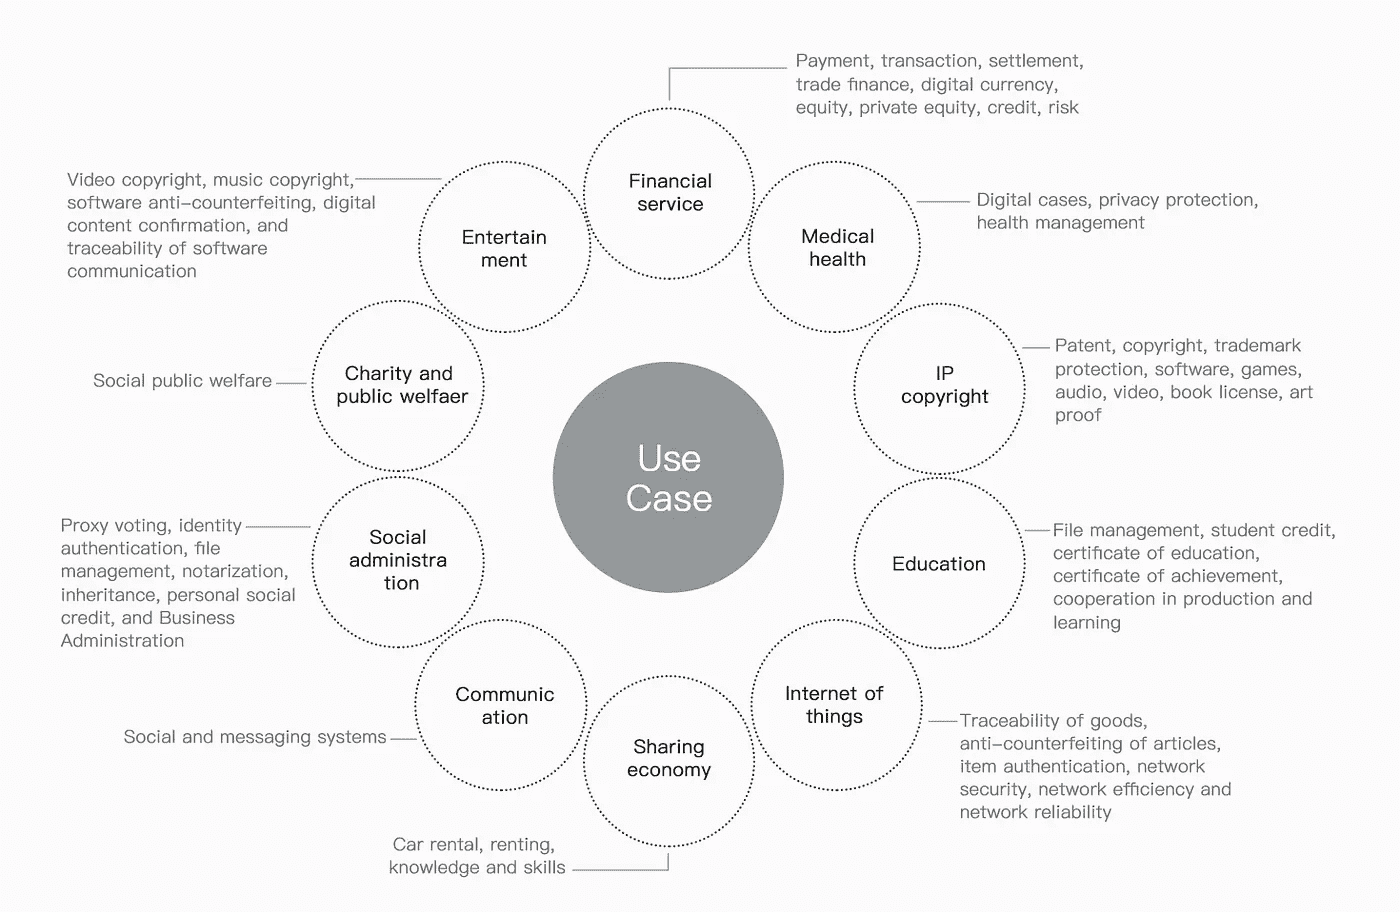 Payment, transaction, settlement,
trade finance, digital currency,
equity, private equity, credit, risk
Financial
service
Medical
health
Digital cases, privacy protection,
health management
IP
copyright
Patent, copyright, trademark
protection, software, games,
audio, video, book license, art
proof
Education
File management, student credit,
certificate of education,
certificate of achievement,
cooperation in production and
learning
Internet of
things
Traceability of goods,
anti-counterfeiting of articles,
item authentication, network
security, network efficiency and
network reliability
Sharing
economy
Car rental, renting,
knowledge and skills
Communic
ation
Social and messaging systems
Social
administra
tion
Proxy voting, identity
authentication, file
management, notarization,
inheritance, personal social
credit, and Business
Administration
Charity and
public welfaer
Social public welfare
Entertain
ment
Video copyright, music copyright,
software anti-counterfeiting, digital
content confirmation, and
traceability of software
communication
Use
Case